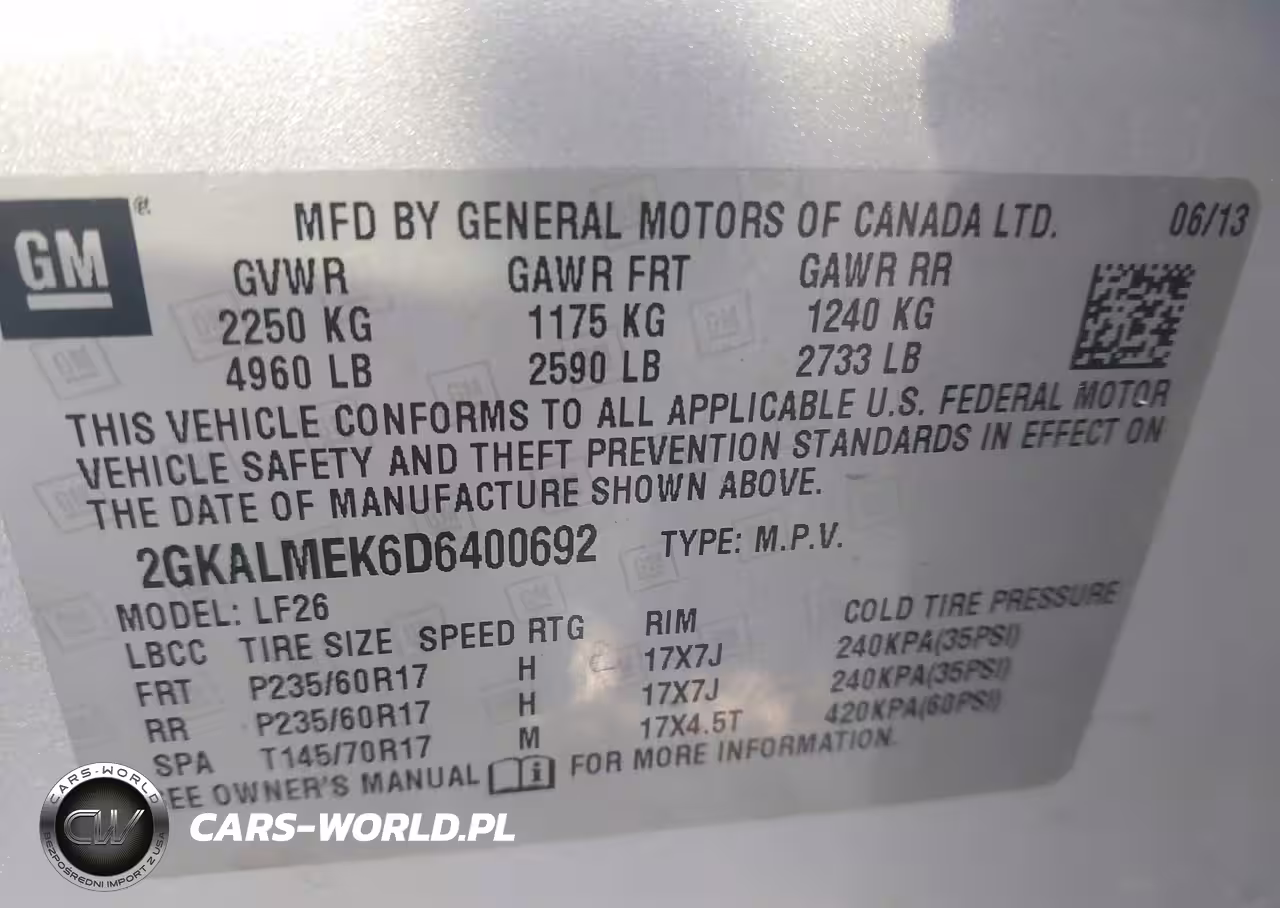 GM ®
MFD BY GENERAL MOTORS OF CANADA LTD. 06/13
GVWR GAWR FRT GAWR RR
2250 KG 1175 KG 1240 KG
4960 LB 2590 LB 2733 LB
THIS VEHICLE CONFORMS TO ALL APPLICABLE U.S. FEDERAL MOTOR
VEHICLE SAFETY AND THEFT PREVENTION STANDARDS IN EFFECT ON
THE DATE OF MANUFACTURE SHOWN ABOVE.
2GKALMEK6D6400692 TYPE: M.P.V.
MODEL: LF26
LBCC TIRE SIZE SPEED RTG RIM COLD TIRE PRESSURE
FRT P235/60R17 H 17X7J 240KPA(35PSI)
RR P235/60R17 H 17X7J 240KPA(35PSI)
SPA T145/70R17 M 17X4.5T 420KPA(60PSI)
EE OWNER'S MANUAL i FOR MORE INFORMATION.
CARS-WORLD
CW
BEZPOŚREDNI IMPORT Z USA
CARS-WORLD.PL